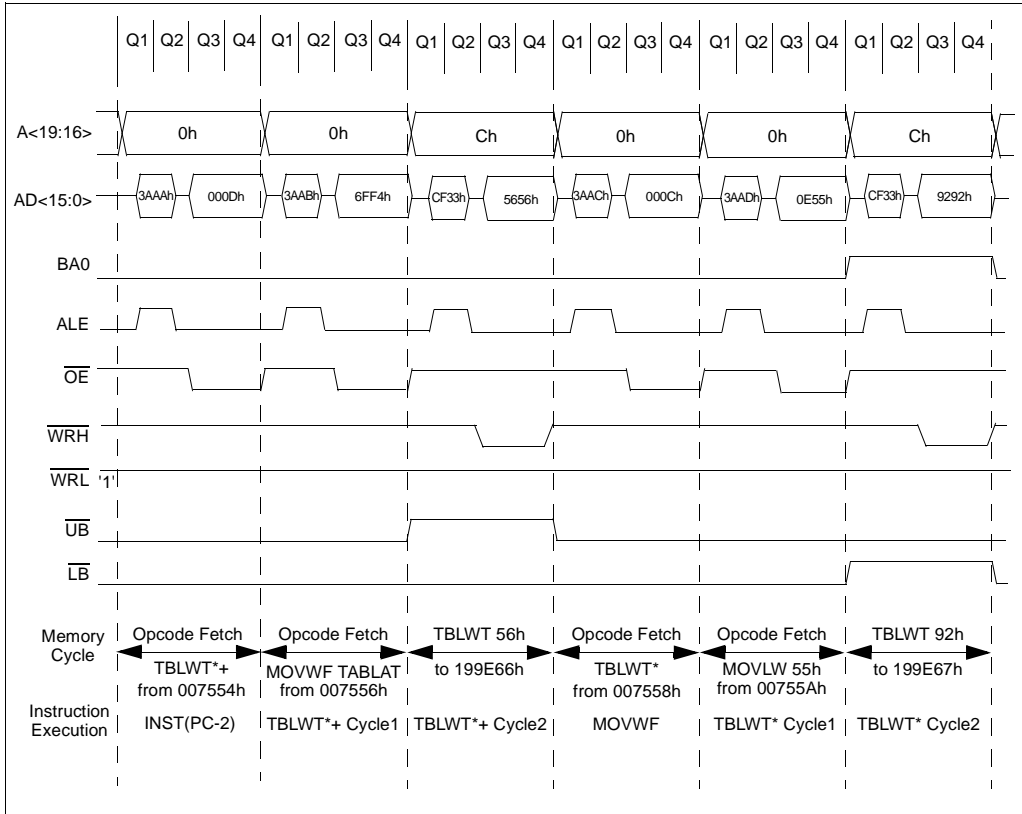 Q1 Q2 Q3 Q4 Q1 Q2 Q3 Q4 Q1 Q2 Q3 Q4 Q1 Q2 Q3 Q4 Q1 Q2 Q3 Q4 Q1 Q2 Q3 Q4
A<19:16> 0h 0h Ch 0h 0h Ch
AD<15:0> 3AAAh 000Dh 3AABh 6FF4h CF33h 5656h 3AACh 000Ch 3AADh 0E55h CF33h 9292h
BA0
ALE
OE
WRH
WRL '1'
UB
LB
Memory Cycle
Opcode Fetch
TBLWT*+
from 007554h
Opcode Fetch
MOVWF TABLAT
from 007556h
TBLWT 56h
to 199E66h
Opcode Fetch
TBLWT*
from 007558h
Opcode Fetch
MOVLW 55h
from 00755Ah
TBLWT 92h
to 199E67h
Instruction Execution
INST(PC-2) TBLWT*+ Cycle1 TBLWT*+ Cycle2 MOVWF TBLWT* Cycle1 TBLWT* Cycle2